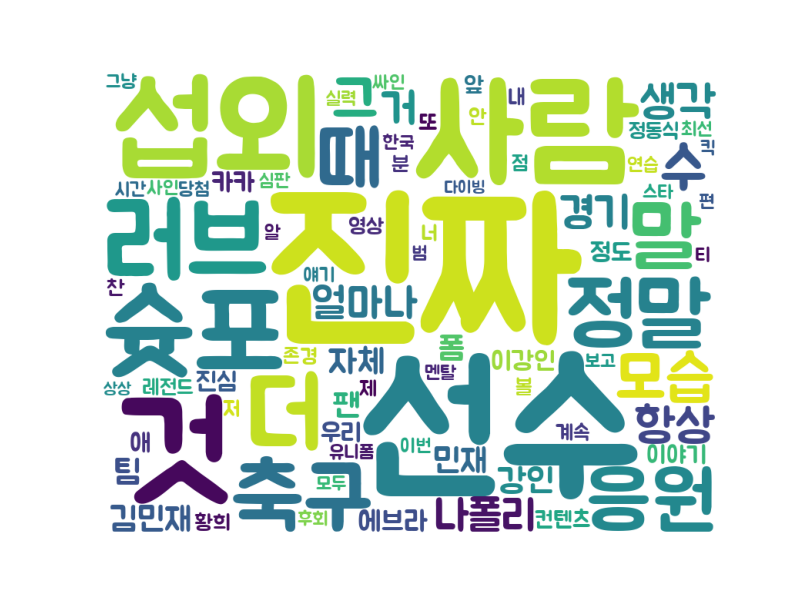 그냥 섭외 실력 싸인 그거 또 앞 안 내 사람 생각
정동식 최선
때 한국 분 점 연습 수 킥
시간 사인 당첨 카카 심판 다이빙 스타 편
러브 진짜 알 영상 너 범 경기 말
정도 티
찬 얘기 얼마나 정말
슛포
존경 자체 폼 이강인 보고
상상 레전드 진심 제 멘탈 볼 모습
것 저 더 팬 선수 계속 항상
애 우리 이번 민재 이야기
팀 유니폼 모두 강인
김민재 황희 축구 후회 에브라 나폴리 컨텐츠 응원